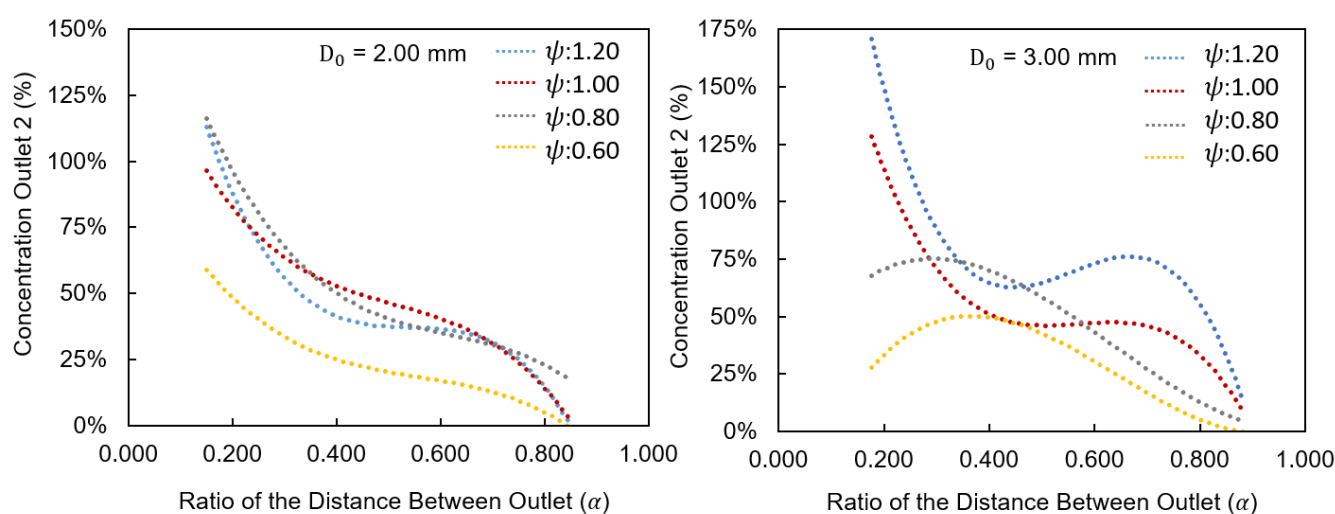 150%
125%
100%
75%
50%
25%
0%
Concentration Outlet 2 (%)
D₀ = 2.00 mm
ψ:1.20
ψ:1.00
ψ:0.80
ψ:0.60
0.000 0.200 0.400 0.600 0.800 1.000
Ratio of the Distance Between Outlet (α)
175%
150%
125%
100%
75%
50%
25%
0%
Concentration Outlet 2 (%)
D₀ = 3.00 mm
ψ:1.20
ψ:1.00
ψ:0.80
ψ:0.60
0.000 0.200 0.400 0.600 0.800 1.000
Ratio of the Distance Between Outlet (α)